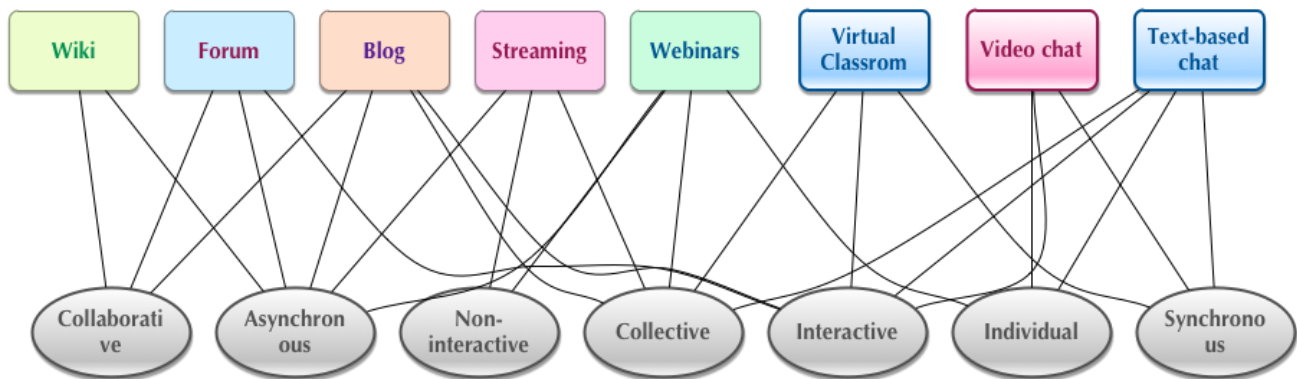 Wiki
Forum
Blog
Streaming
Webinars
Virtual
Classrom
Video chat
Text-based
chat
Collaborati
ve
Asynchron
ous
Non-
interactive
Collective
Interactive
Individual
Synchrono
us